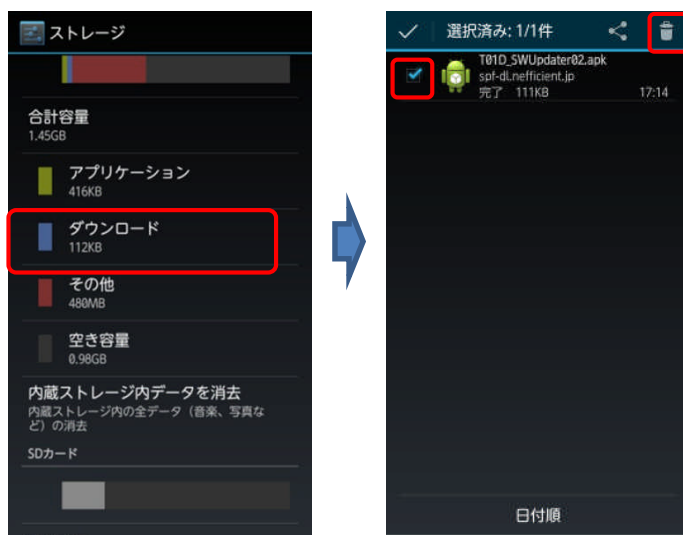 ストレージ
合計容量
1.45GB
アプリケーション
416KB
ダウンロード
112KB
その他
480MB
空き容量
0.98GB
内蔵ストレージ内データを消去
内蔵ストレージ内の全データ（音楽、写真な
ど）の消去
SDカード
選択済み: 1/1件
T01D_SWUpdater02.apk
spf-dl.nefficient.jp
完了 111KB 17:14
日付順